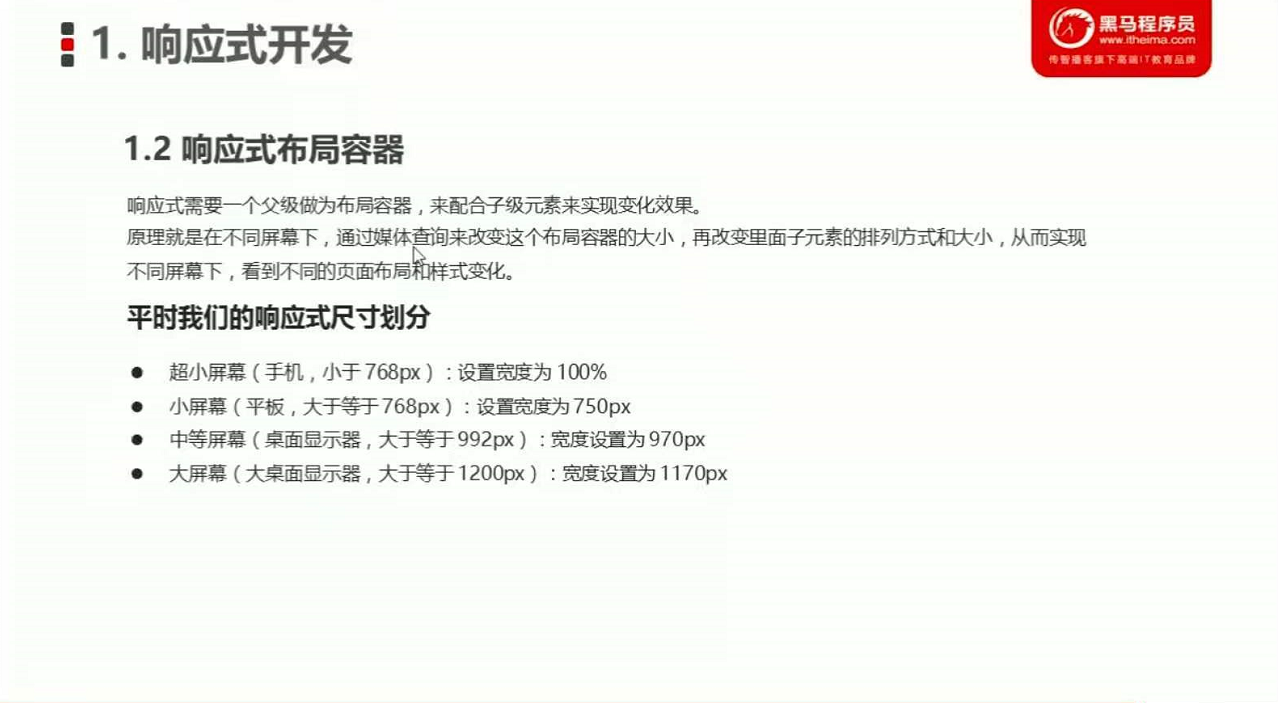 1. 响应式开发
黑马程序员
www.itheima.com
传智播客旗下高端IT教育品牌
1.2 响应式布局容器
响应式需要一个父级做为布局容器，来配合子级元素来实现变化效果。
原理就是在不同屏幕下，通过媒体查询来改变这个布局容器的大小，再改变里面子元素的排列方式和大小，从而实现
不同屏幕下，看到不同的页面布局和样式变化。
平时我们的响应式尺寸划分
● 超小屏幕（手机，小于 768px）：设置宽度为 100%
● 小屏幕（平板，大于等于 768px）：设置宽度为 750px
● 中等屏幕（桌面显示器，大于等于 992px）：宽度设置为 970px
● 大屏幕（大桌面显示器，大于等于 1200px）：宽度设置为 1170px